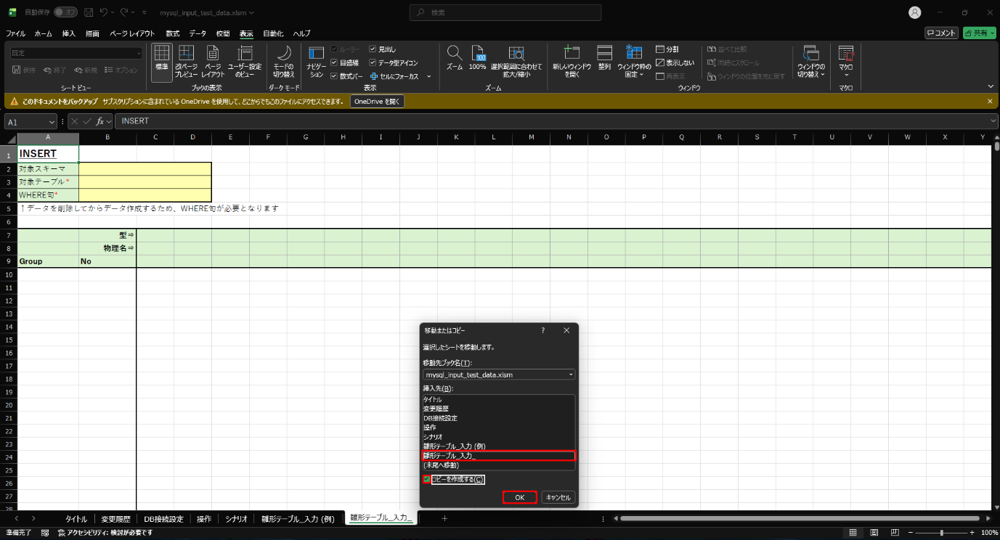 自動保存 オフ mysql_input_test_data.xlsm 検索
ファイル ホーム 挿入 描画 ページ レイアウト 数式 データ 校閲 表示 自動化 ヘルプ コメント 共有
既定
保持 終了 新規 オプション
シート ビュー
標準 改ページ プレビュー ページ レイアウト ユーザー設定 のビュー
ブックの表示
モードの 切り替え
ダーク モード
ナビゲー ション
ルーラー 見出し
目盛線 データ型アイコン
数式バー セルにフォーカス
表示
ズーム 100% 選択範囲に合わせて 拡大/縮小
ズーム
新しいウィンドウ を開く 整列 ウィンドウ枠の 固定
分割 並べて比較
表示しない 同時にスクロール
再表示 ウィンドウの位置を元に戻す
ウィンドウの 切り替え
ウィンドウ
マクロ
マクロ
このドキュメントをバックアップ サブスクリプションに含まれている OneDrive を使用して、どこからでもこのファイルにアクセスできます。 OneDrive を開く
A1 fx INSERT
A B C D E F G H I J K L M N O P Q R S T U V W X Y
1 INSERT
2 対象スキーマ
3 対象テーブル*
4 WHERE句*
5 ↑データを削除してからデータ作成するため、WHERE句が必要となります
6
7 型⇒
8 物理名⇒
9 Group No
10
11
12
13
14
15
16
17
18
19
20
21
22
23
24
25
26
27
28
移動またはコピー ?
選択したシートを移動します。
移動先ブック名(T):
mysql_input_test_data.xlsm
挿入先(B):
タイトル
変更履歴
DB接続設定
操作
シナリオ
雛形テーブル_入力 (例)
雛形テーブル_入力_
(末尾へ移動)
コピーを作成する(C)
OK キャンセル
タイトル 変更履歴 DB接続設定 操作 シナリオ 雛形テーブル_入力 (例) 雛形テーブル_入力_
準備完了 アクセシビリティ: 検討が必要です 100%